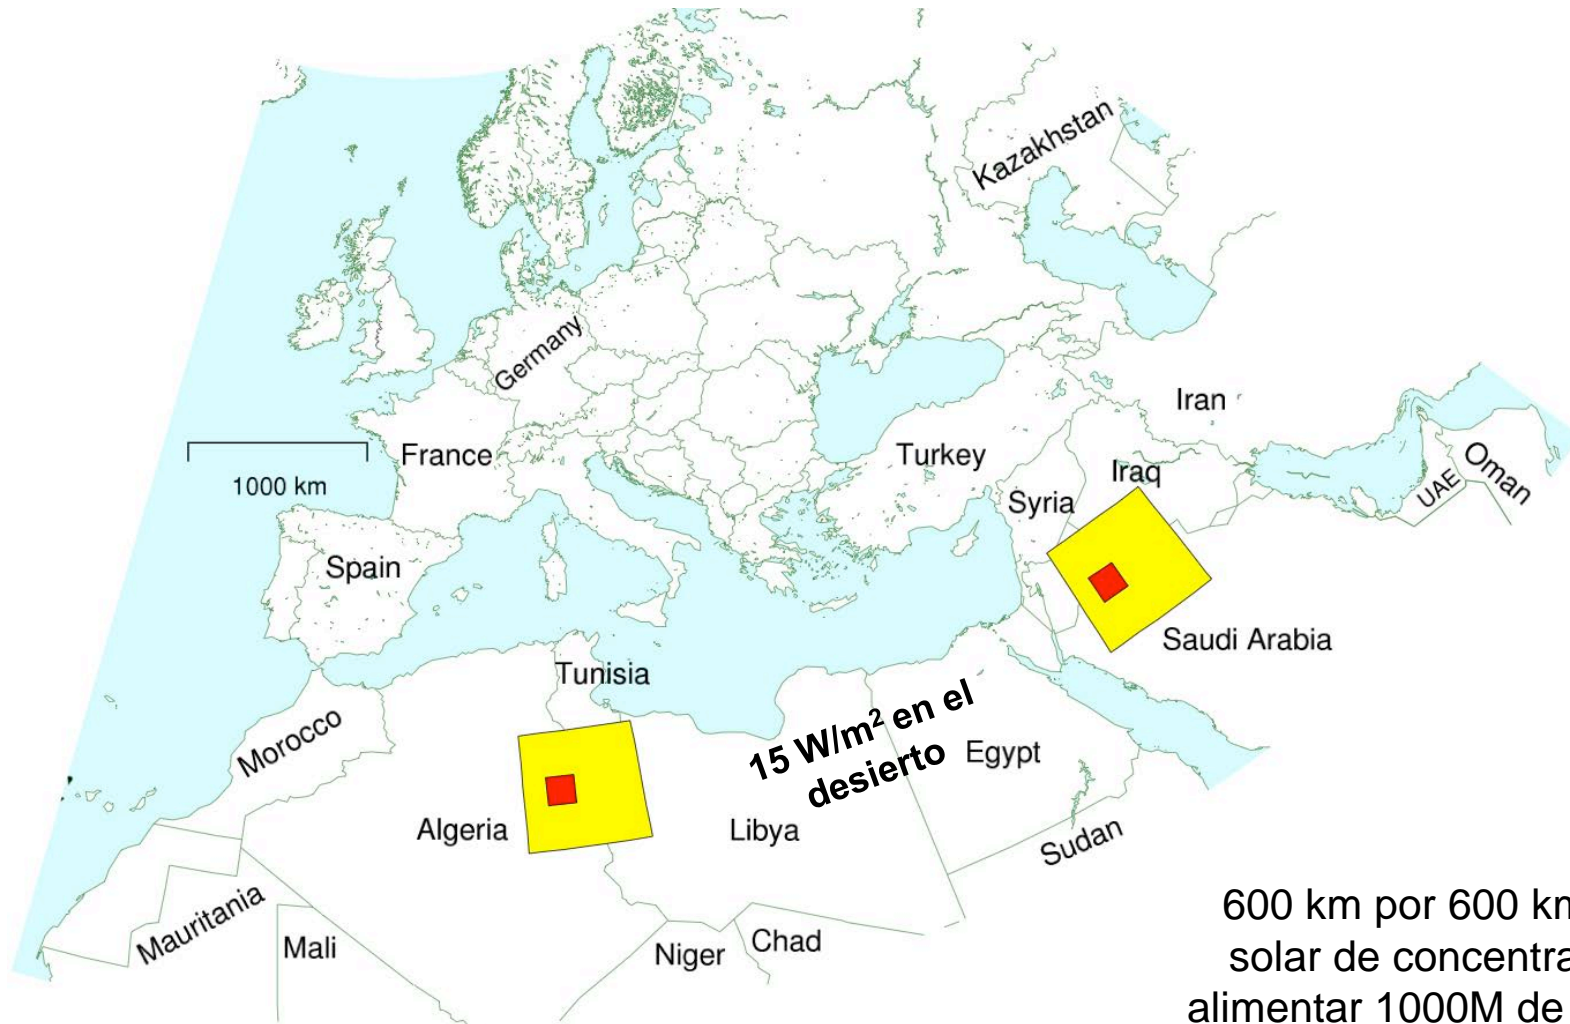 Kazakhstan
Germany
Iran
1000 km
France
Turkey
Iraq
Oman
UAE
Syria
Spain
Saudi Arabia
Tunisia
15 W/m² en el
desierto
Morocco
Egypt
Algeria
Libya
Sudan
Mauritania
Mali
Niger
Chad
600 km por 600 km
solar de concentra
alimentar 1000M de